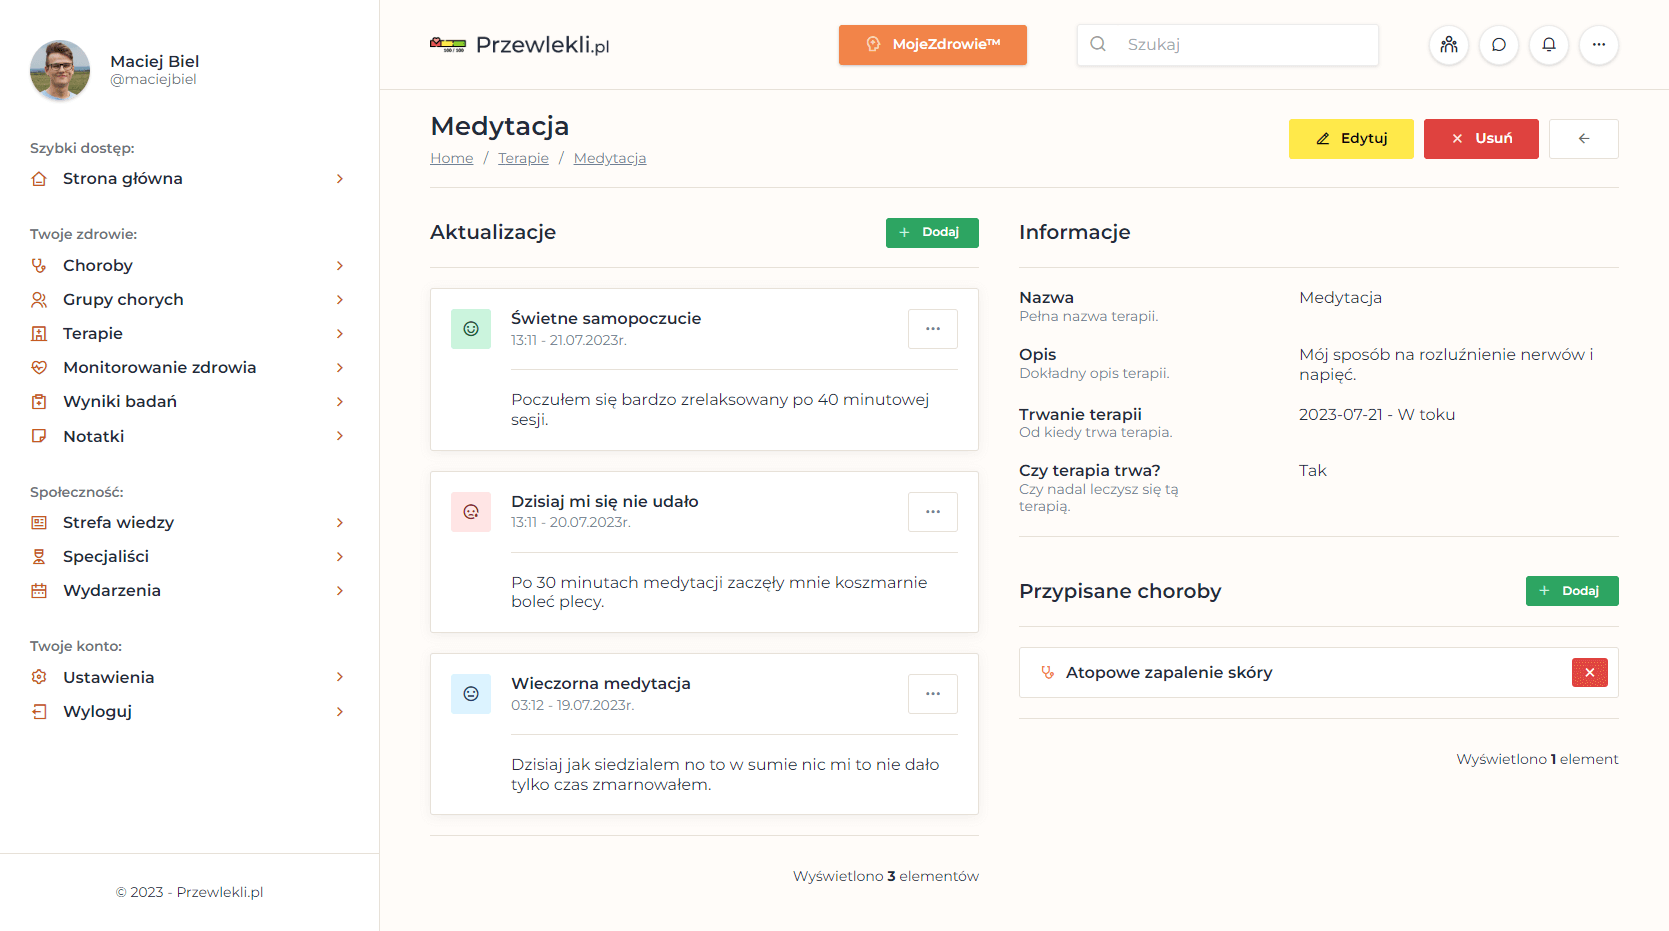 Maciej Biel
@maciejbiel
Szybki dostęp:
Strona główna
Twoje zdrowie:
Choroby
Grupy chorych
Terapie
Monitorowanie zdrowia
Wyniki badań
Notatki
Społeczność:
Strefa wiedzy
Specjaliści
Wydarzenia
Twoje konto:
Ustawienia
Wyloguj
© 2023 - Przewlekli.pl
100 / 100
Przewlekli.pl
MojeZdrowie™
Szukaj
Medytacja
Home / Terapie / Medytacja
Edytuj
Usuń
Aktualizacje
Dodaj
Świetne samopoczucie
13:11 - 21.07.2023r.
Poczułem się bardzo zrelaksowany po 40 minutowej
sesji.
Dzisiaj mi się nie udało
13:11 - 20.07.2023r.
Po 30 minutach medytacji zaczęły mnie koszmarnie
boleć plecy.
Wieczorna medytacja
03:12 - 19.07.2023r.
Dzisiaj jak siedzialem no to w sumie nic mi to nie dało
tylko czas zmarnowałem.
Wyświetlono 3 elementów
Informacje
Nazwa
Pełna nazwa terapii.
Medytacja
Opis
Dokładny opis terapii.
Mój sposób na rozluźnienie nerwów i
napięć.
Trwanie terapii
Od kiedy trwa terapia.
2023-07-21 - W toku
Czy terapia trwa?
Czy nadal leczysz się tą
terapią.
Tak
Przypisane choroby
Dodaj
Atopowe zapalenie skóry
Wyświetlono 1 element